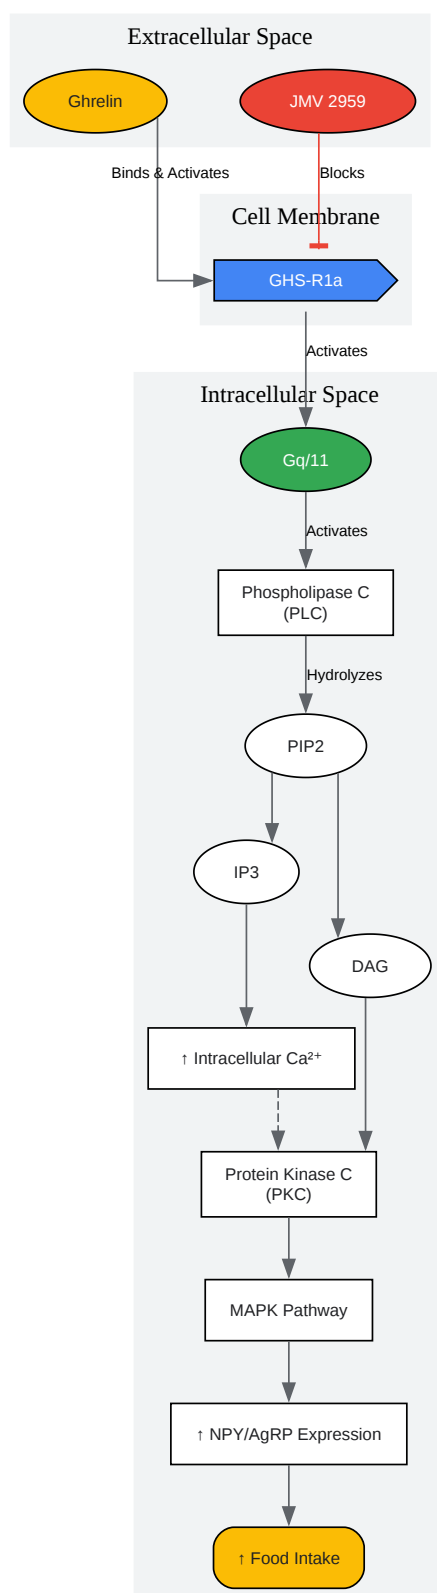 Extracellular Space
Ghrelin
JMV 2959
Binds & Activates
Blocks
Cell Membrane
GHS-R1a
Activates
Intracellular Space
Gq/11
Activates
Phospholipase C
(PLC)
Hydrolyzes
PIP2
IP3
DAG
↑ Intracellular Ca²⁺
Protein Kinase C
(PKC)
MAPK Pathway
↑ NPY/AgRP Expression
↑ Food Intake